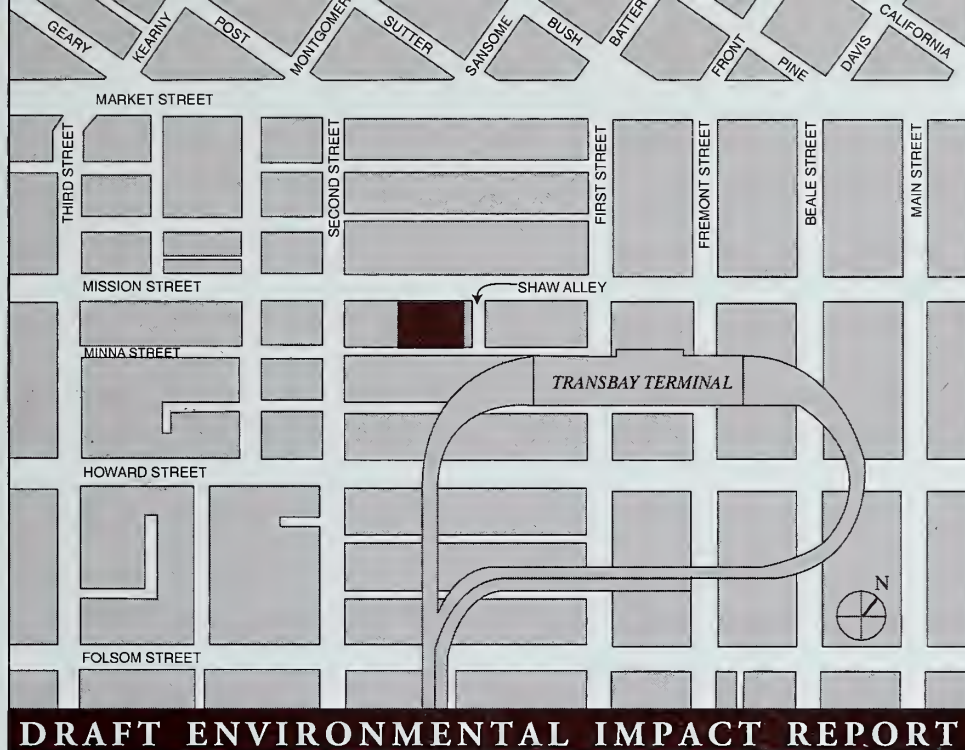 GEARY
KEARNY
POST
MONTGOMERY
SUTTER
SANSOME
BUSH
BATTER
FRONT
PINE
DAVIS
CALIFORNIA
MARKET STREET
THIRD STREET
SECOND STREET
FIRST STREET
FREMONT STREET
BEALE STREET
MAIN STREET
MISSION STREET
SHAW ALLEY
MINNA STREET
TRANSBAY TERMINAL
HOWARD STREET
N
FOLSOM STREET
DRAFT ENVIRONMENTAL IMPACT REPORT